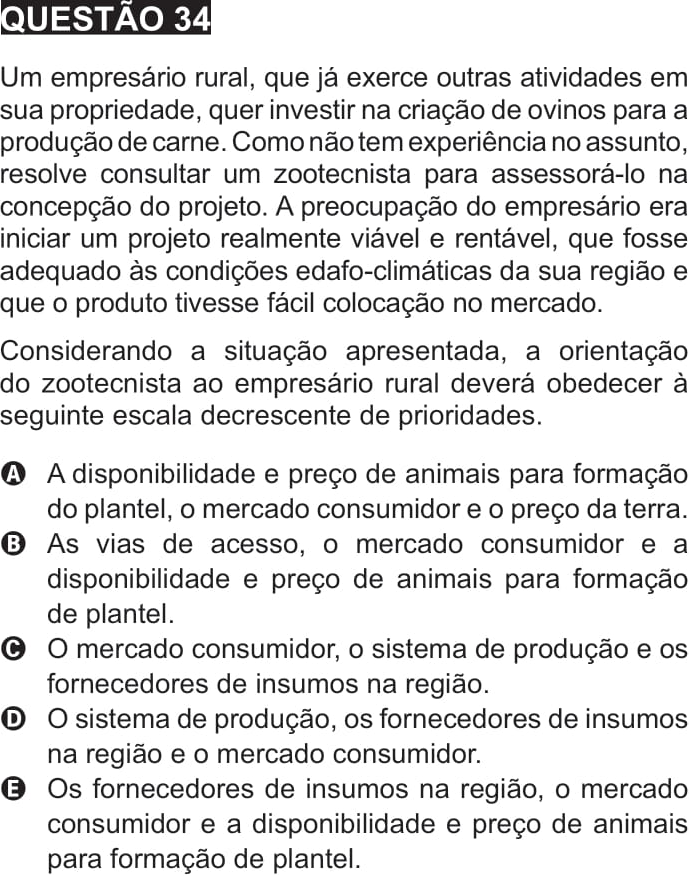 QUESTÃO 34
Um empresário rural, que já exerce outras atividades em
sua propriedade, quer investir na criação de ovinos para a
produção de carne. Como não tem experiência no assunto,
resolve consultar um zootecnista para assessorá-lo na
concepção do projeto. A preocupação do empresário era
iniciar um projeto realmente viável e rentável, que fosse
adequado às condições edafo-climáticas da sua região e
que o produto tivesse fácil colocação no mercado.
Considerando a situação apresentada, a orientação
do zootecnista ao empresário rural deverá obedecer à
seguinte escala decrescente de prioridades.
A A disponibilidade e preço de animais para formação
do plantel, o mercado consumidor e o preço da terra.
B As vias de acesso, o mercado consumidor e a
disponibilidade e preço de animais para formação
de plantel.
C O mercado consumidor, o sistema de produção e os
fornecedores de insumos na região.
D O sistema de produção, os fornecedores de insumos
na região e o mercado consumidor.
E Os fornecedores de insumos na região, o mercado
consumidor e a disponibilidade e preço de animais
para formação de plantel.